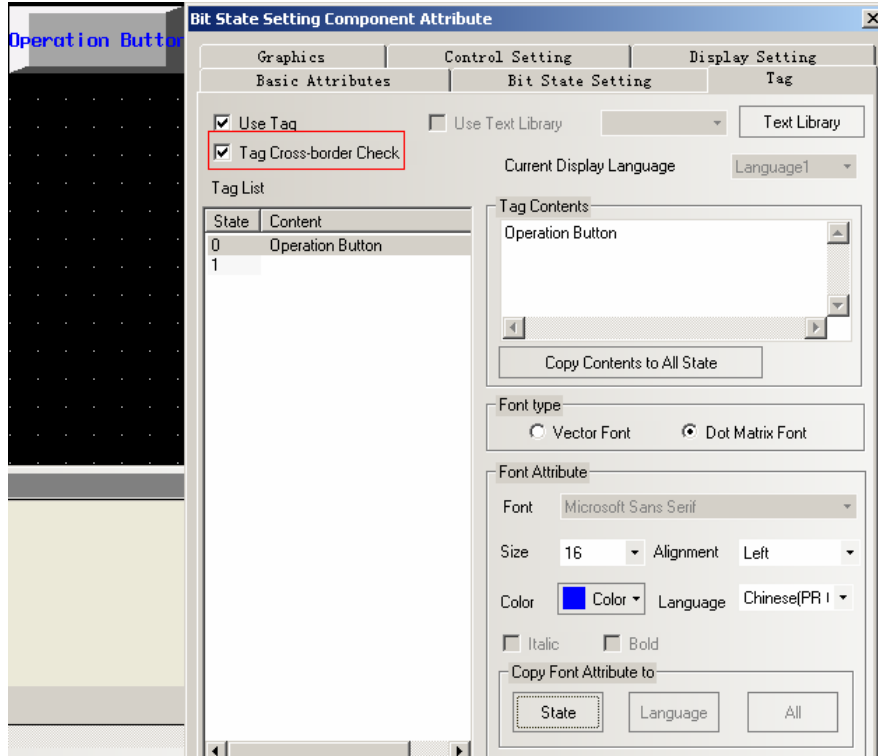 Bit State Setting Component Attribute
Operation Button
Graphics Control Setting Display Setting
Basic Attributes Bit State Setting Tag
Use Tag Use Text Library Text Library
Tag Cross-border Check
Current Display Language Language1
Tag List
Tag Contents
State Content
Operation Button
0 Operation Button
1
Copy Contents to All State
Font type
Vector Font Dot Matrix Font
Font Attribute
Font Microsoft Sans Serif
Size 16 Alignment Left
Color Color Language Chinese(PR
Italic Bold
Copy Font Attribute to
State Language All